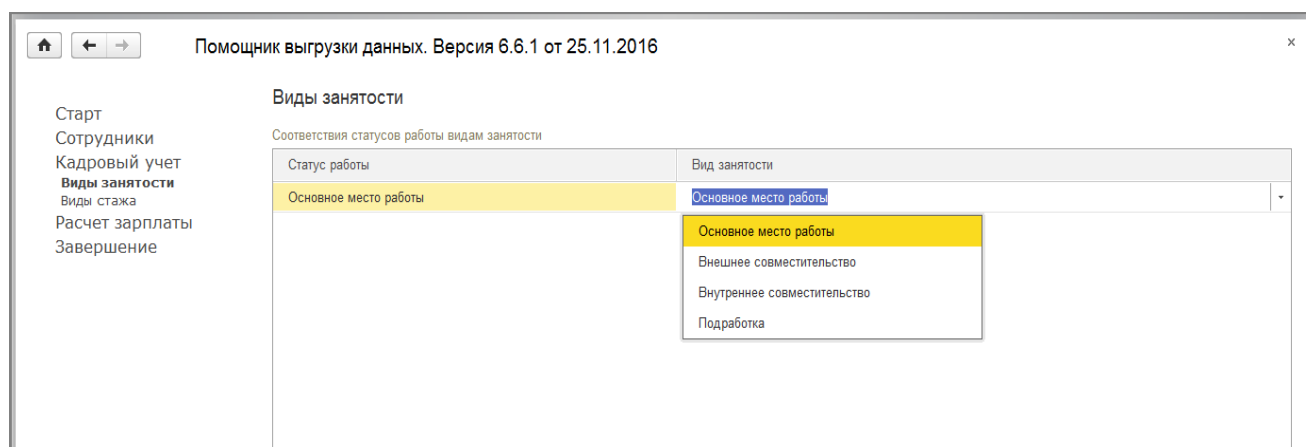 Помощник выгрузки данных. Версия 6.6.1 от 25.11.2016
x
Старт
Сотрудники
Кадровый учет
Виды занятости
Виды стажа
Расчет зарплаты
Завершение
Виды занятости
Соответствия статусов работы видам занятости
Статус работы Вид занятости
Основное место работы Основное место работы
Основное место работы
Внешнее совместительство
Внутреннее совместительство
Подработка